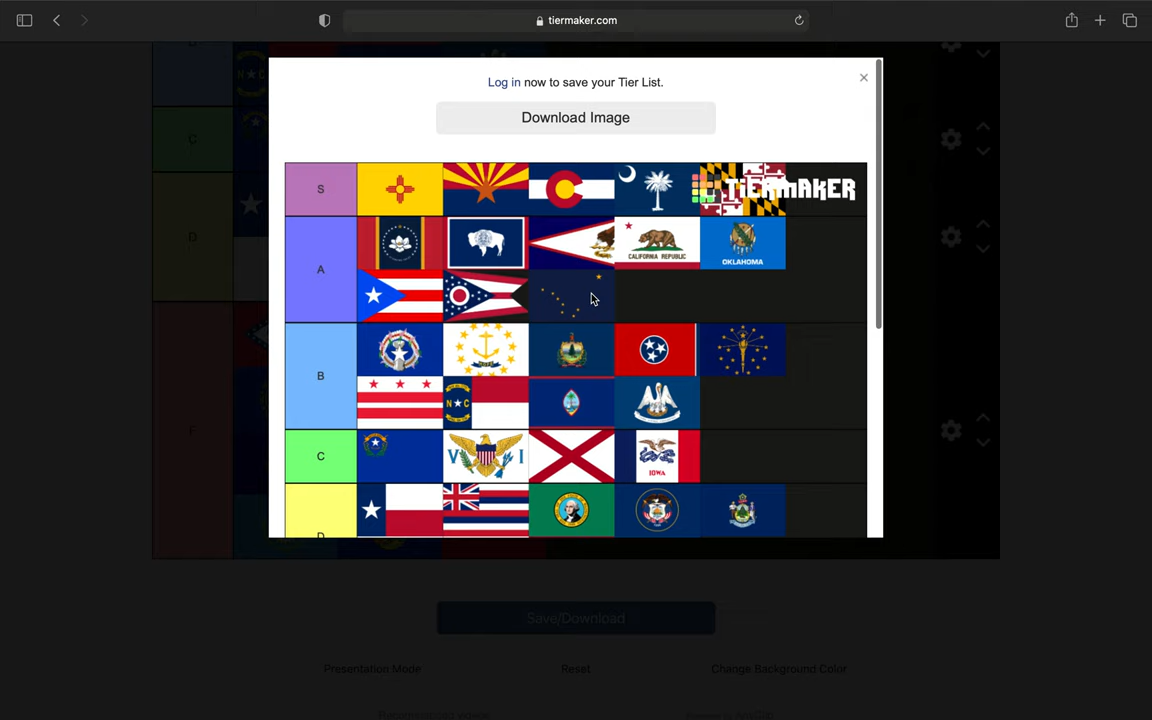 tiermaker.com
Log in now to save your Tier List.
Download Image
S
TIERMAKER
A
CALIFORNIA REPUBLIC
OKLAHOMA
B
HOPE
N C
C
V I
IOWA
D
C
D
F
Save/Download
Presentation Mode
Reset
Change Background Color